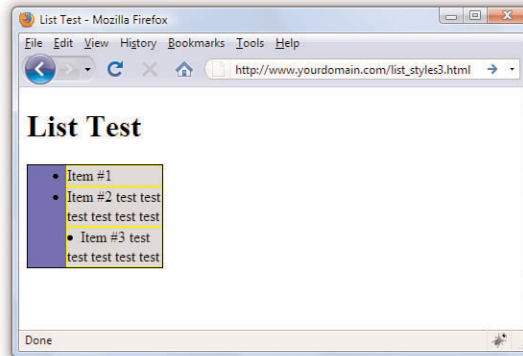 List Test - Mozilla Firefox
File Edit View History Bookmarks Tools Help
http://www.yourdomain.com/list_styles3.html
List Test
• Item #1
• Item #2 test test
test test test test
• Item #3 test
test test test test
Done